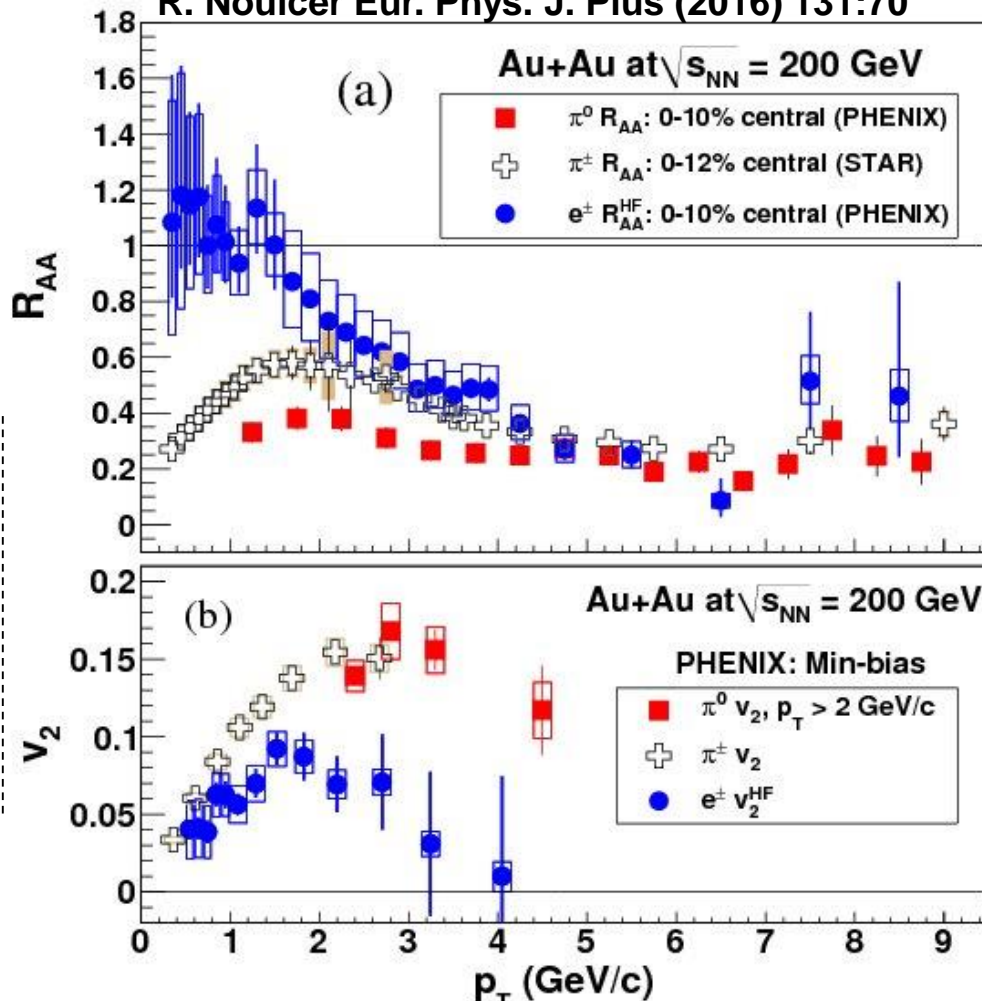 R. Nouicer Eur. Phys. J. Plus (2016) 131:70
(a)
Au+Au at √sNN = 200 GeV
π⁰ RAA: 0-10% central (PHENIX)
π± RAA: 0-12% central (STAR)
e± RAA^HF: 0-10% central (PHENIX)
RAA
1.8
1.6
1.4
1.2
1
0.8
0.6
0.4
0.2
0
(b)
Au+Au at √sNN = 200 GeV
PHENIX: Min-bias
π⁰ v₂, pT > 2 GeV/c
π± v₂
e± v₂^HF
v₂
0.2
0.15
0.1
0.05
0
0 1 2 3 4 5 6 7 8 9
pT (GeV/c)